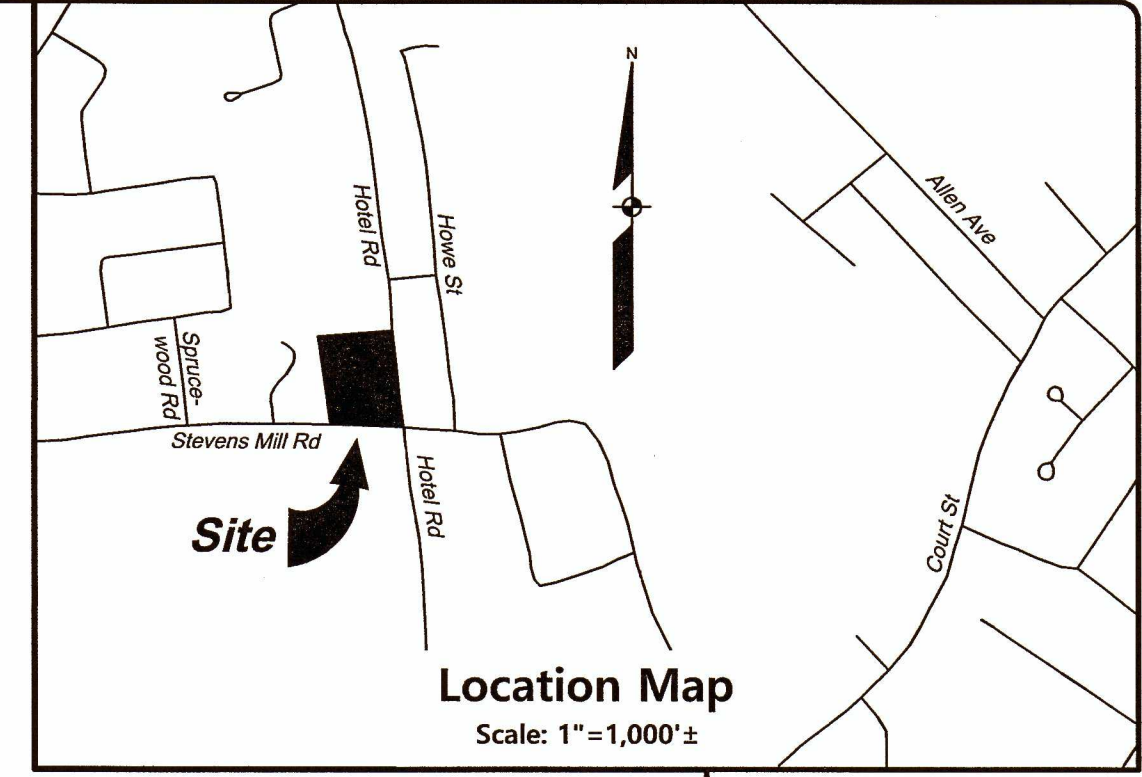 N
Allen Ave
Hotel Rd
Howe St
Spruce-
wood Rd
Stevens Mill Rd
Hotel Rd
Site
Court St
Location Map
Scale: 1"=1,000'±